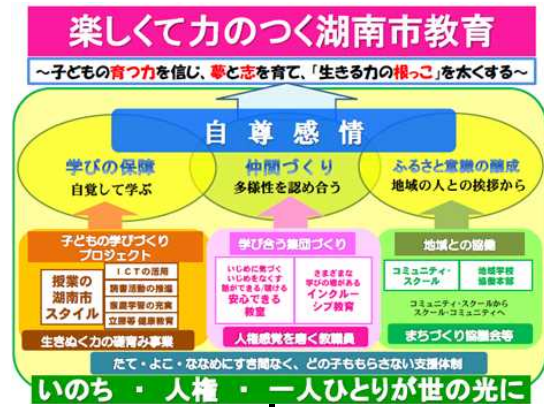 楽しくて力のつく湖南市教育
～子どもの育つ力を信じ、夢と志を育て、「生きる力の根っこ」を太くする～
自尊感情
学びの保障
自覚して学ぶ
仲間づくり
多様性を認め合う
ふるさと意識の醸成
地域の人との挨拶から
子どもの学びづくり
プロジェクト
授業の
湖南市
スタイル
ICTの活用
読書活動の推進
家庭学習の充実
立腰等 健康教育
生きぬく力の礎育み事業
学び合う集団づくり
いじめに気づく
いじめをなくす
話ができる/聴ける
安心できる
教室
さまざまな
学びの場がある
インクルー
シブ教育
人権感覚を磨く教職員
地域との協働
コミュニティ・
スクール
地域学校
協働本部
コミュニティ・スクールから
スクール・コミュニティへ
まちづくり協議会等
たて・よこ・ななめにすき間なく、どの子ももらさない支援体制
いのち ・ 人権 ・ 一人ひとりが世の光に